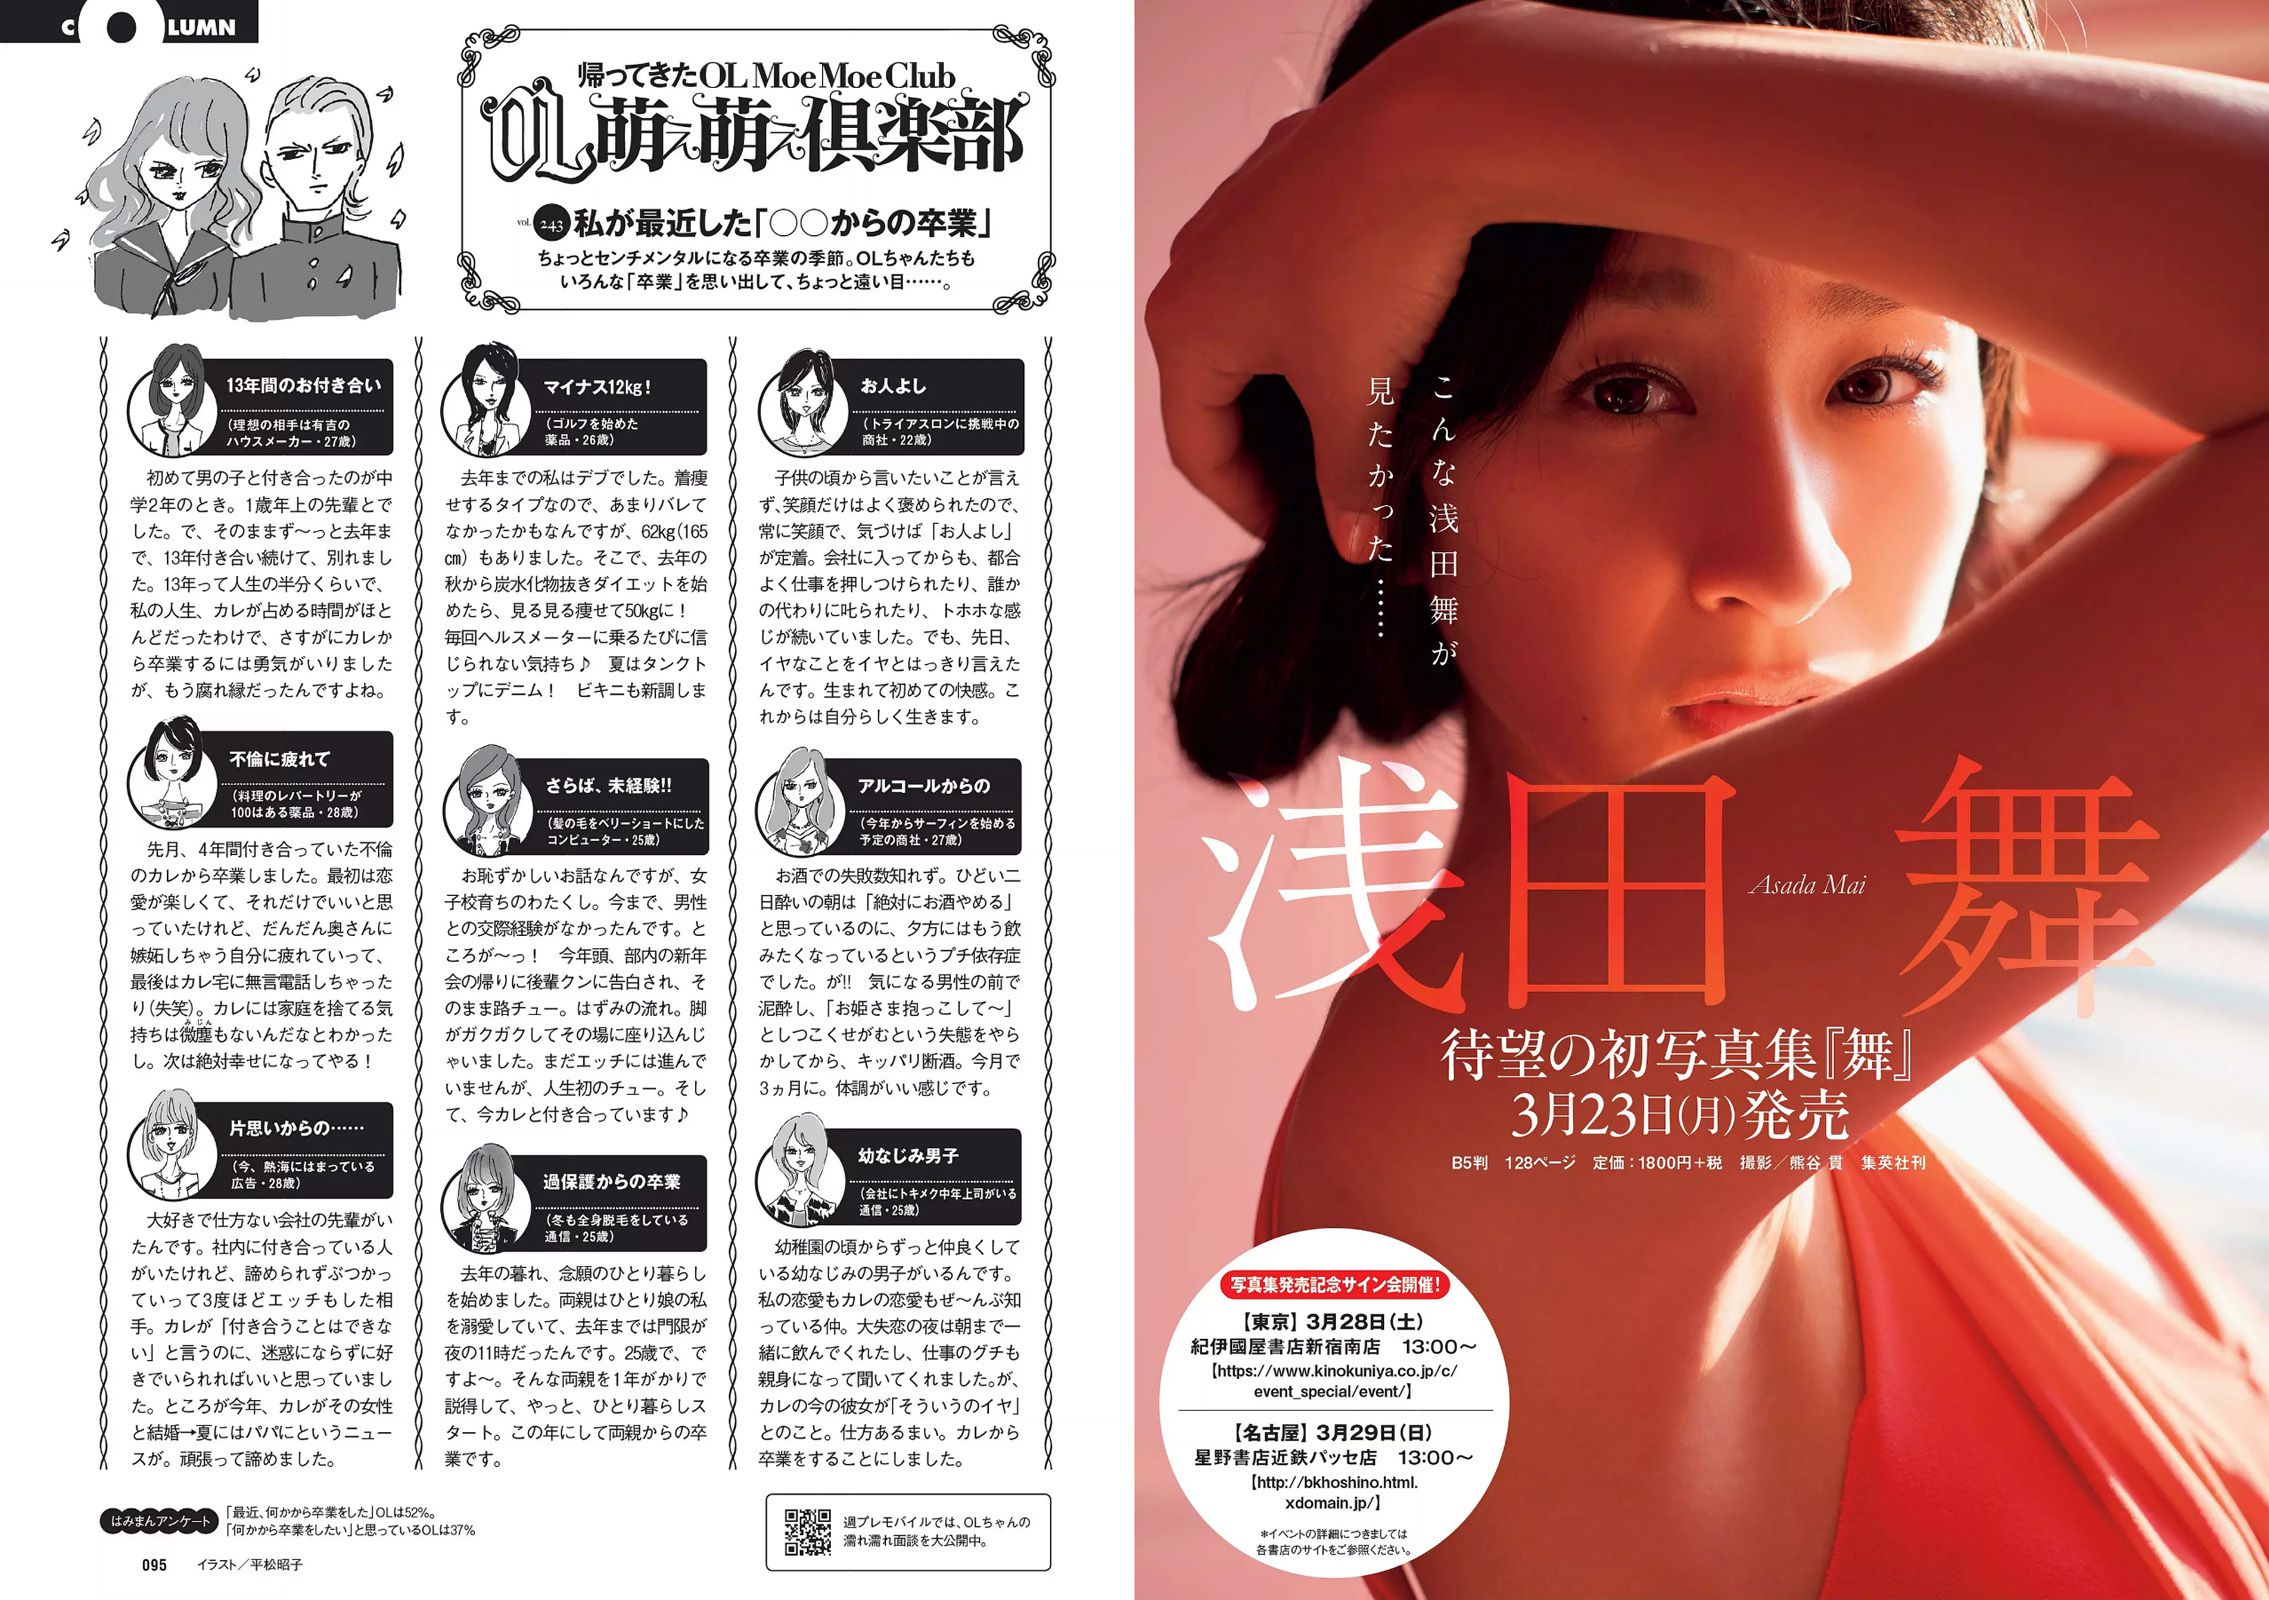 COLUMN
帰ってきたOL Moe Moe Club
OL萌え萌え倶楽部
vol. 243 私が最近した「○○からの卒業」
ちょっとセンチメンタルになる卒業の季節。OLちゃんたちも
いろんな「卒業」を思い出して、ちょっと遠い目……。
13年間のお付き合い
(理想の相手は有吉の
ハウスメーカー・27歳)
初めて男の子と付き合ったのが中
学2年のとき。1歳年上の先輩とで
した。で、そのままず〜っと去年ま
で、13年付き合い続けて、別れまし
た。13年って人生の半分くらいで、
私の人生、カレが占める時間がほと
んどだったわけで、さすがにカレか
ら卒業するには勇気がいりました
が、もう腐れ縁だったんですよね。
不倫に疲れて
(料理のレパートリーが
100はある薬品・28歳)
先月、4年間付き合っていた不倫
のカレから卒業しました。最初は恋
愛が楽しくて、それだけでいいと思
っていたけれど、だんだん奥さんに
嫉妬しちゃう自分に疲れていって、
最後はカレ宅に無言電話しちゃった
り(失笑)。カレには家庭を捨てる気
持ちは微塵もないんだなとわかった
し。次は絶対幸せになってやる！
片思いからの……
(今、熱海にはまっている
広告・28歳)
大好きで仕方ない会社の先輩がい
たんです。社内に付き合っている人
がいたけれど、諦められずぶつかっ
ていって3度ほどエッチもした相
手。カレが「付き合うことはできな
い」と言うのに、迷惑にならずに好
きでいられればいいと思っていまし
た。ところが今年、カレがその女性
と結婚→夏にはパパにというニュー
スが。頑張って諦めました。
マイナス12kg！
(ゴルフを始めた
薬品・26歳)
去年までの私はデブでした。着痩
せするタイプなので、あまりバレて
なかったかもなんですが、62kg(165
cm) もありました。そこで、去年の
秋から炭水化物抜きダイエットを始
めたら、見る見る痩せて50kgに！
毎回ヘルスメーターに乗るたびに信
じられない気持ち♪　夏はタンクト
ップにデニム！　ビキニも新調しま
す。
さらば、未経験!!
(髪の毛をベリーショートにした
コンピューター・25歳)
お恥ずかしいお話なんですが、女
子校育ちのわたくし。今まで、男性
との交際経験がなかったんです。と
ころが〜っ！　今年頭、部内の新年
会の帰りに後輩クンに告白され、そ
のまま路チュー。はずみの流れ。脚
がガクガクしてその場に座り込んじ
ゃいました。まだエッチには進んで
いませんが、人生初のチュー。そし
て、今カレと付き合っています♪
過保護からの卒業
(冬も全身脱毛をしている
通信・25歳)
去年の暮れ、念願のひとり暮らし
を始めました。両親はひとり娘の私
を溺愛していて、去年までは門限が
夜の11時だったんです。25歳で、で
すよ〜。そんな両親を1年がかりで
説得して、やっと、ひとり暮らしス
タート。この年にして両親からの卒
業です。
お人よし
(トライアスロンに挑戦中の
商社・22歳)
子供の頃から言いたいことが言え
ず、笑顔だけはよく褒められたので、
常に笑顔で、気づけば「お人よし」
が定着。会社に入ってからも、都合
よく仕事を押しつけられたり、誰か
の代わりに叱られたり、トホホな感
じが続いていました。でも、先日、
イヤなことをイヤとはっきり言えた
んです。生まれて初めての快感。こ
れからは自分らしく生きます。
アルコールからの
(今年からサーフィンを始める
予定の商社・27歳)
お酒での失敗数知れず。ひどい二
日酔いの朝は「絶対にお酒やめる」
と思っているのに、夕方にはもう飲
みたくなっているというプチ依存症
でした。が!!　気になる男性の前で
泥酔し、「お姫さま抱っこして〜」
としつこくせがむという失態をやら
かしてから、キッパリ断酒。今月で
3ヵ月に。体調がいい感じです。
幼なじみ男子
(会社にトキメク中年上司がいる
通信・25歳)
幼稚園の頃からずっと仲良くして
いる幼なじみの男子がいるんです。
私の恋愛もカレの恋愛もぜ〜んぶ知
っている仲。大失恋の夜は朝まで一
緒に飲んでくれたし、仕事のグチも
親身になって聞いてくれました。が、
カレの今の彼女が「そういうのイヤ」
とのこと。仕方あるまい。カレから
卒業をすることにしました。
はみまんアンケート
「最近、何かから卒業をした」OLは52%。
「何かから卒業をしたい」と思っているOLは37%
週プレモバイルでは、OLちゃんの
濡れ濡れ面談を大公開中。
095　イラスト／平松昭子
こんな浅田舞が
見たかった……
浅田 舞
Asada Mai
待望の初写真集『舞』
3月23日(月)発売
B5判　128ページ　定価：1800円+税　撮影／熊谷 貫　集英社刊
写真集発売記念サイン会開催！
【東京】3月28日(土)
紀伊國屋書店新宿南店　13:00〜
【https://www.kinokuniya.co.jp/c/
event_special/event/】
【名古屋】3月29日(日)
星野書店近鉄パッセ店　13:00〜
【http://bkhoshino.html.
xdomain.jp/】
*イベントの詳細につきましては
各書店のサイトをご参照ください。